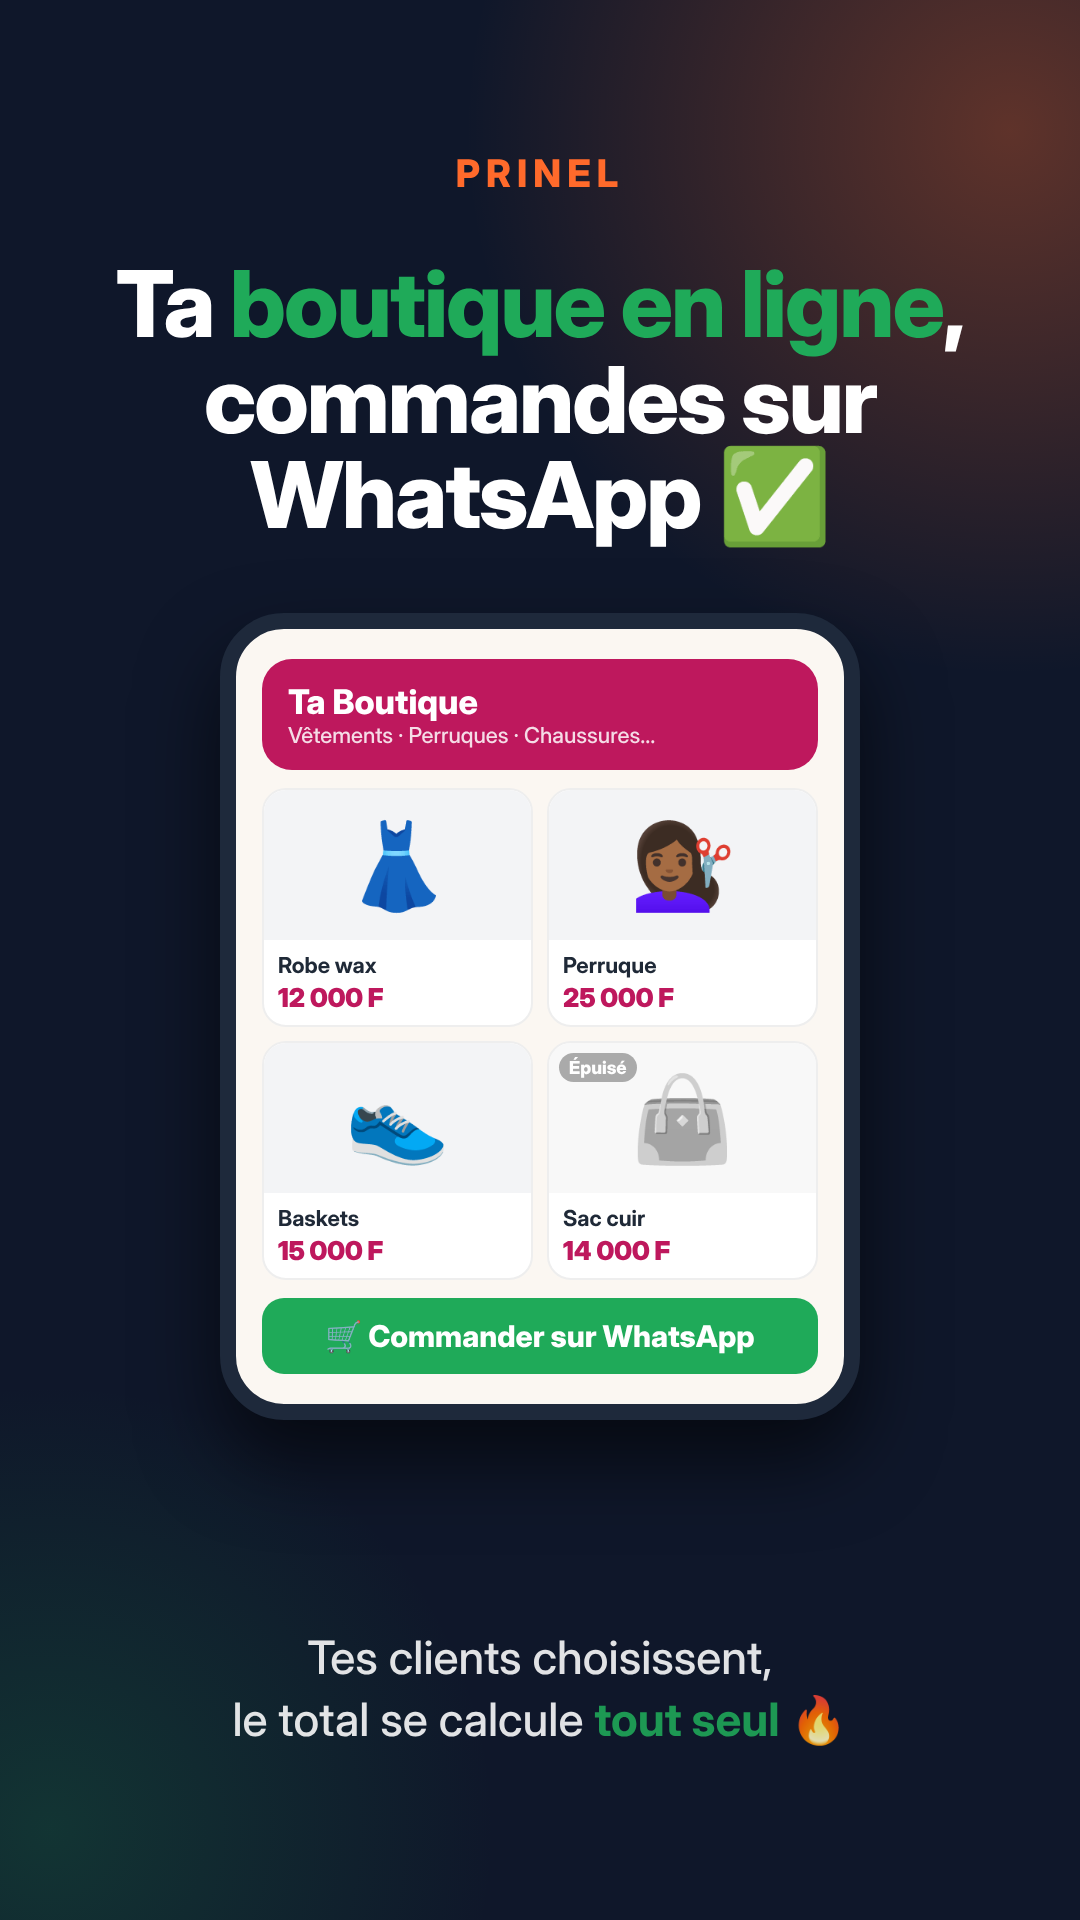 PRINEL
Ta boutique en ligne,
commandes sur
WhatsApp ✅
Ta Boutique
Vêtements · Perruques · Chaussures...
Robe wax
12 000 F
Perruque
25 000 F
Baskets
15 000 F
Épuisé
Sac cuir
14 000 F
🛒 Commander sur WhatsApp
Tes clients choisissent,
le total se calcule tout seul 🔥